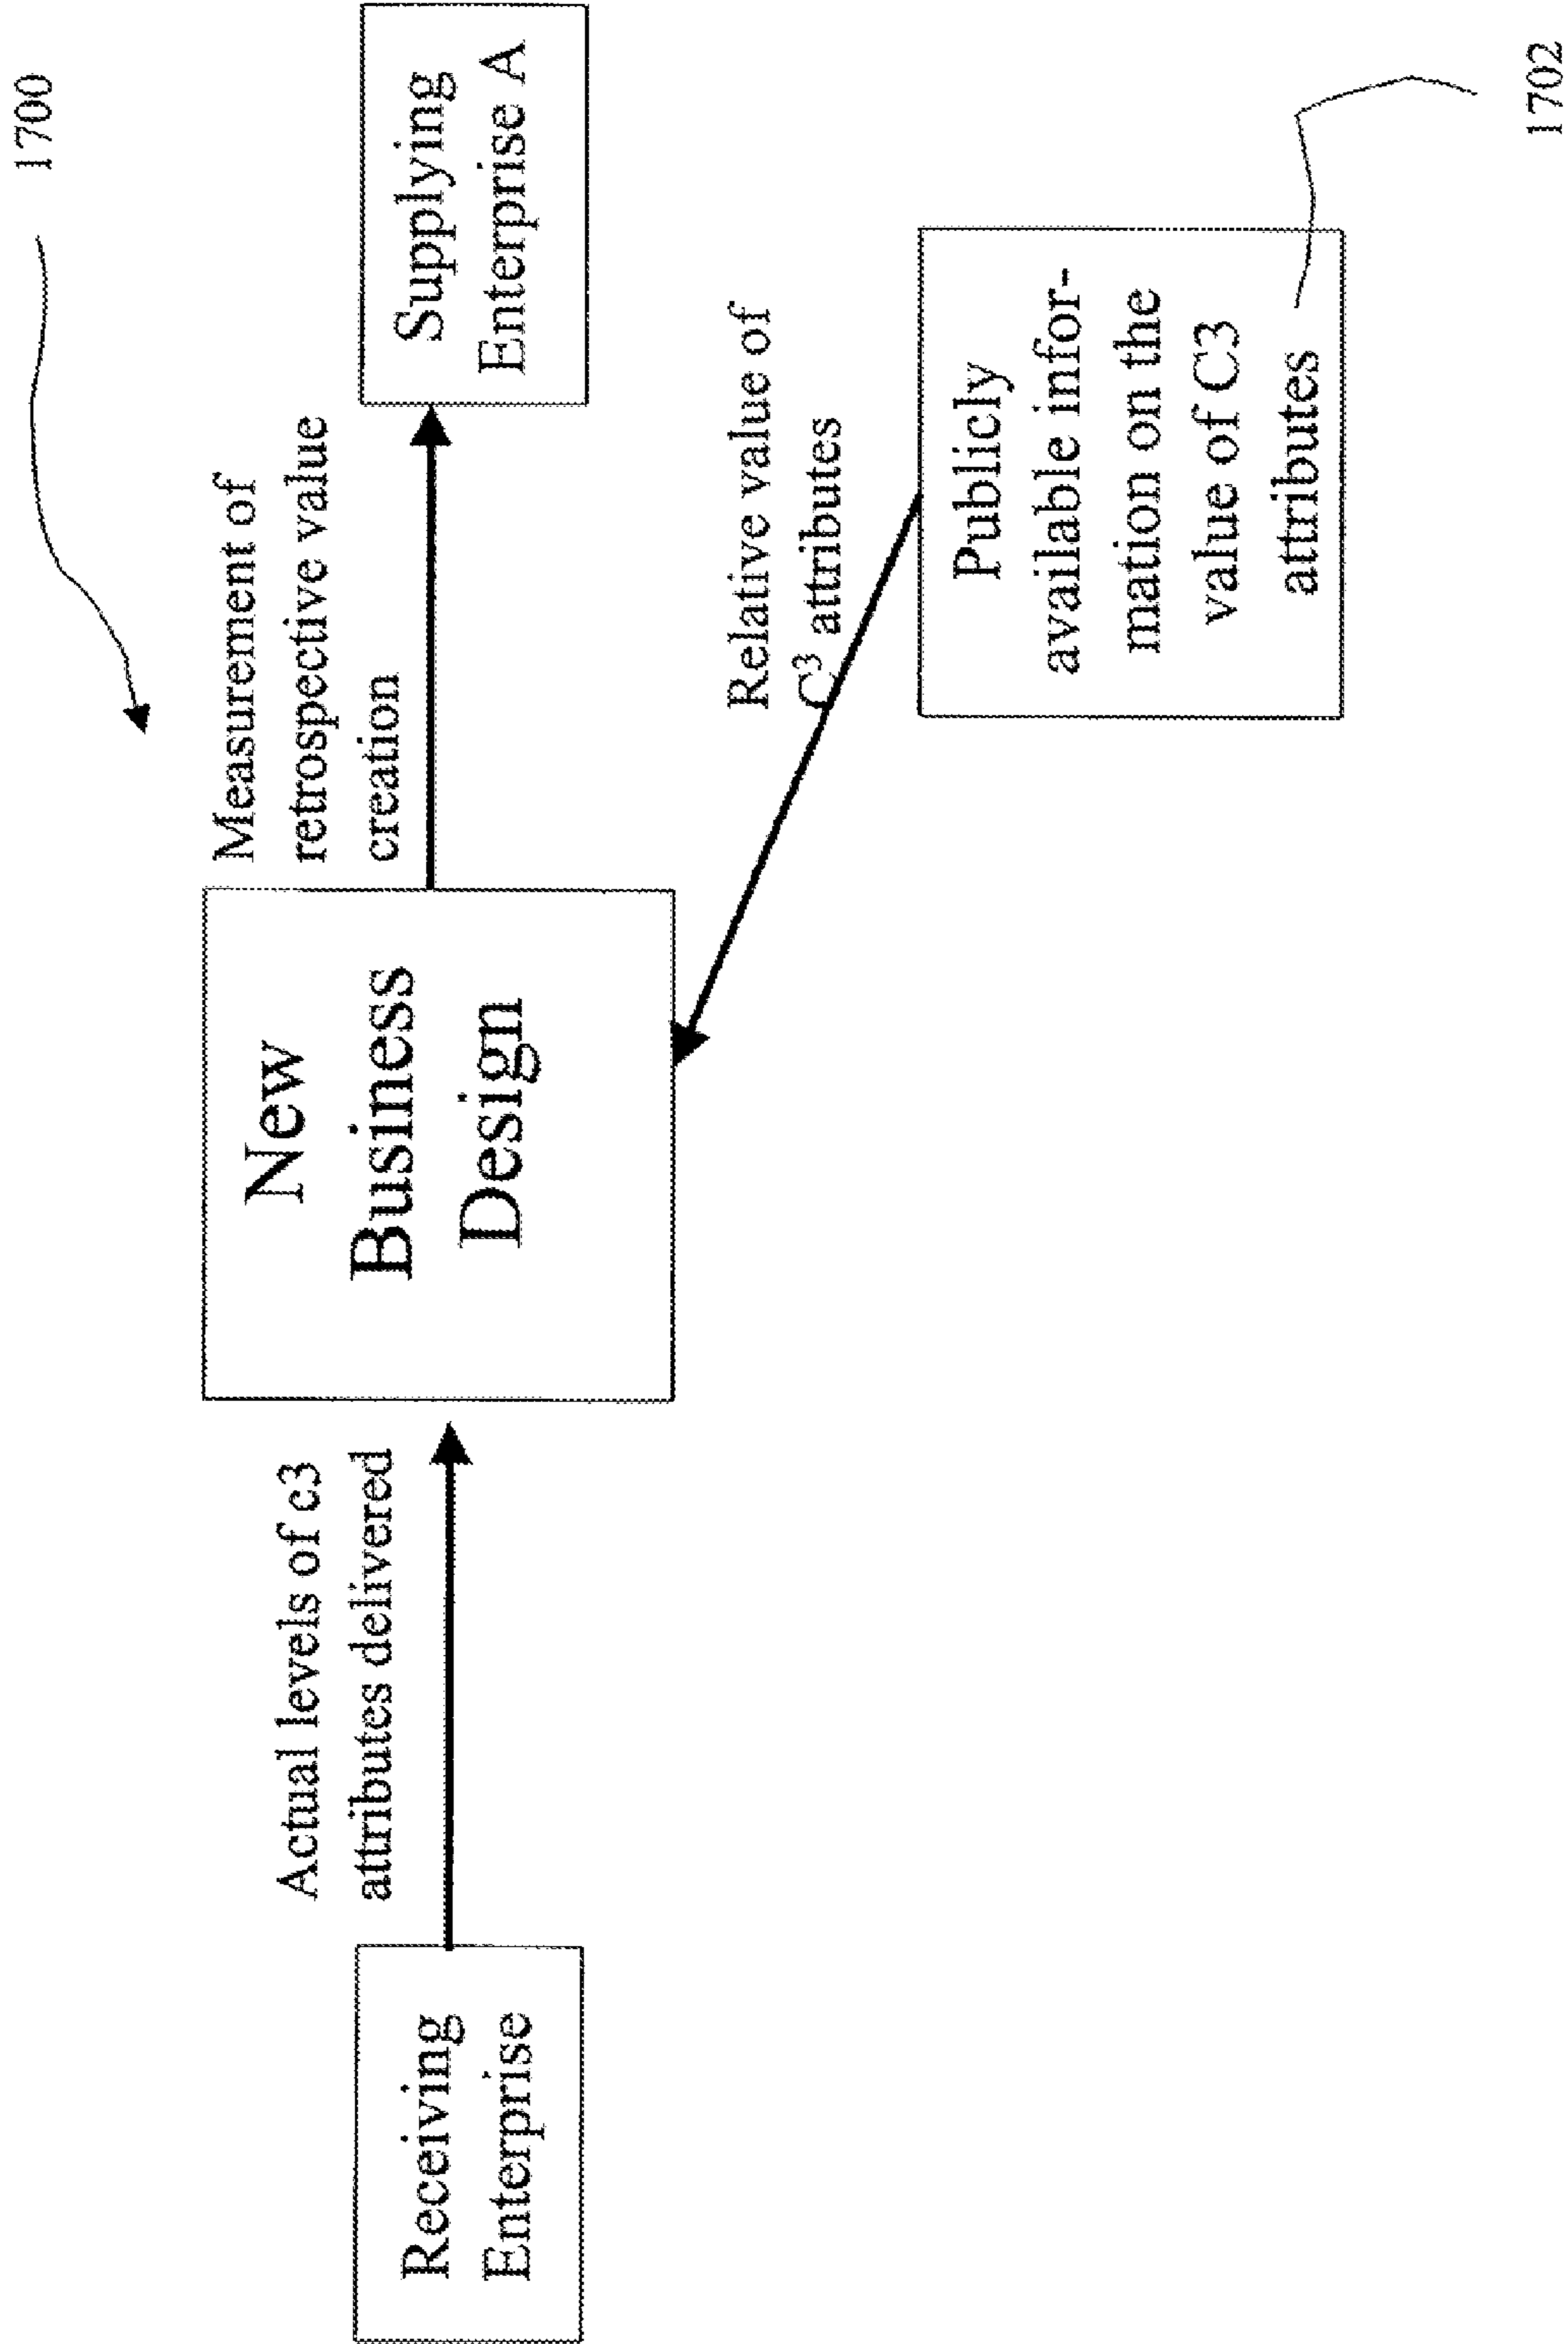 1700
Receiving
Enterprise
Actual levels of c3
attributes delivered
New
Business
Design
Measurement of
retrospective value
creation
Supplying
Enterprise A
Relative value of
C³ attributes
Publicly
available infor-
mation on the
value of C3
attributes
1702